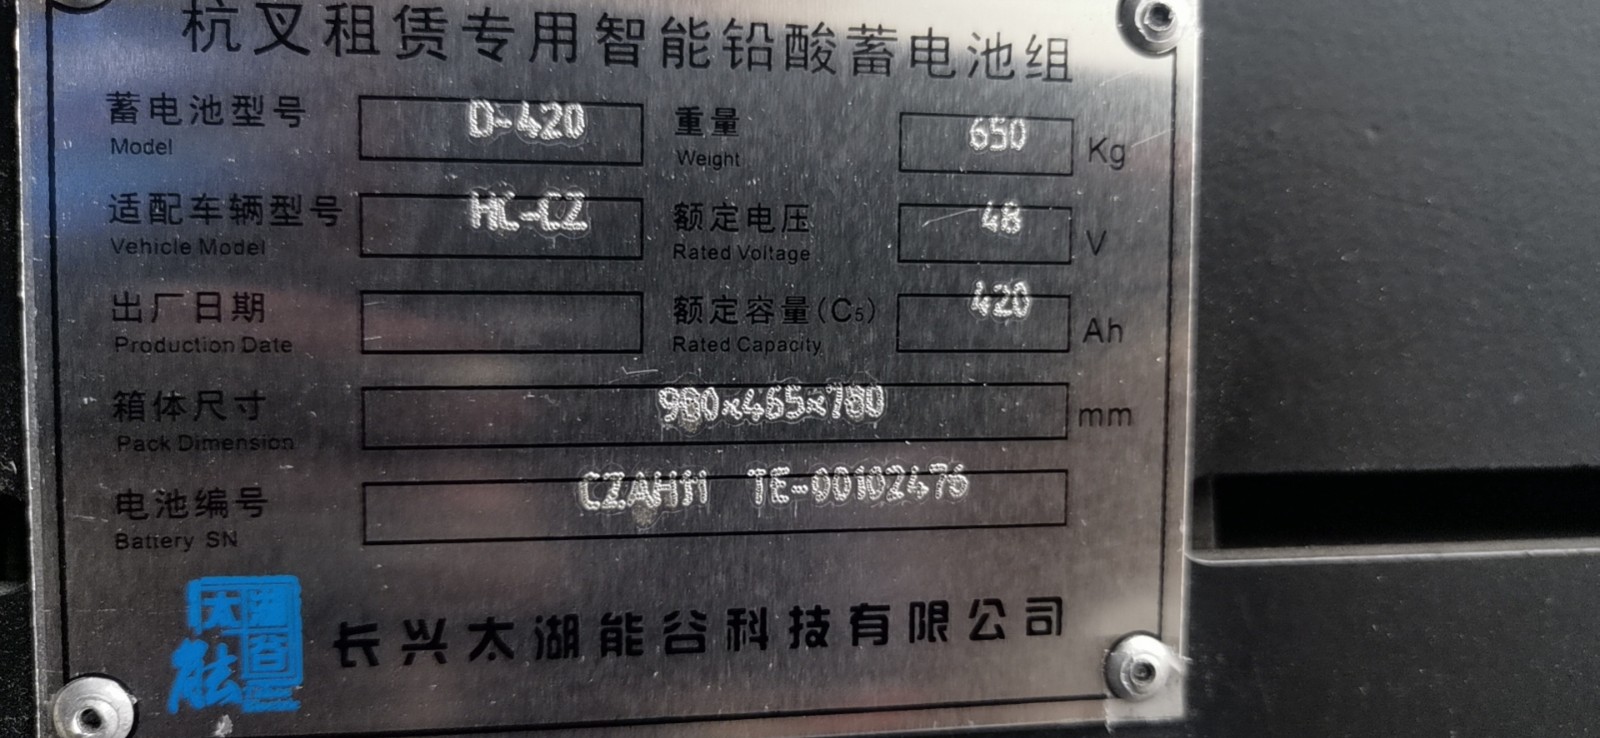 杭叉租赁专用智能铅酸蓄电池组
蓄电池型号 D-420 重量 650 Kg
Model Weight
适配车辆型号 HC-CZ 额定电压 48 V
Vehicle Model Rated Voltage
出厂日期 额定容量(C₅) 420 Ah
Production Date Rated Capacity
箱体尺寸 980×465×780 mm
Pack Dimension
电池编号 CZAH11 TE-00102476
Battery SN
长兴太湖能谷科技有限公司